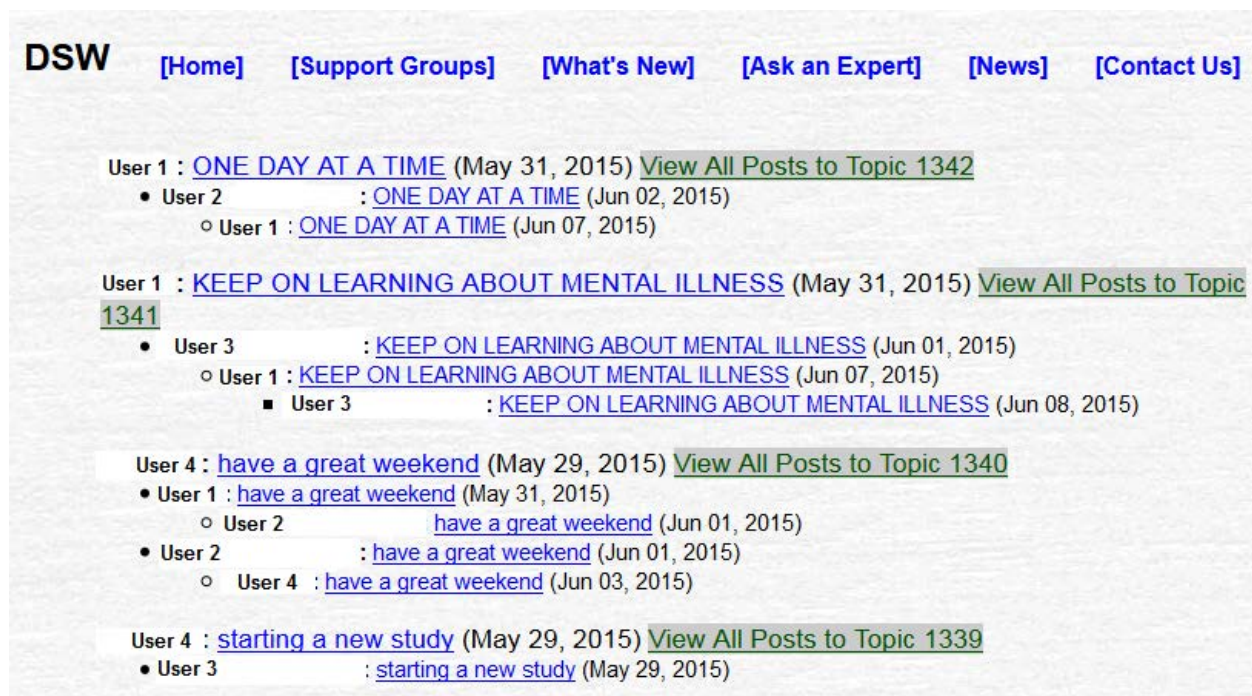 DSW [Home] [Support Groups] [What's New] [Ask an Expert] [News] [Contact Us]
User 1 : ONE DAY AT A TIME (May 31, 2015) View All Posts to Topic 1342
• User 2 : ONE DAY AT A TIME (Jun 02, 2015)
○ User 1 : ONE DAY AT A TIME (Jun 07, 2015)
User 1 : KEEP ON LEARNING ABOUT MENTAL ILLNESS (May 31, 2015) View All Posts to Topic
1341
• User 3 : KEEP ON LEARNING ABOUT MENTAL ILLNESS (Jun 01, 2015)
○ User 1 : KEEP ON LEARNING ABOUT MENTAL ILLNESS (Jun 07, 2015)
■ User 3 : KEEP ON LEARNING ABOUT MENTAL ILLNESS (Jun 08, 2015)
User 4 : have a great weekend (May 29, 2015) View All Posts to Topic 1340
• User 1 : have a great weekend (May 31, 2015)
○ User 2 have a great weekend (Jun 01, 2015)
• User 2 : have a great weekend (Jun 01, 2015)
○ User 4 : have a great weekend (Jun 03, 2015)
User 4 : starting a new study (May 29, 2015) View All Posts to Topic 1339
• User 3 : starting a new study (May 29, 2015)